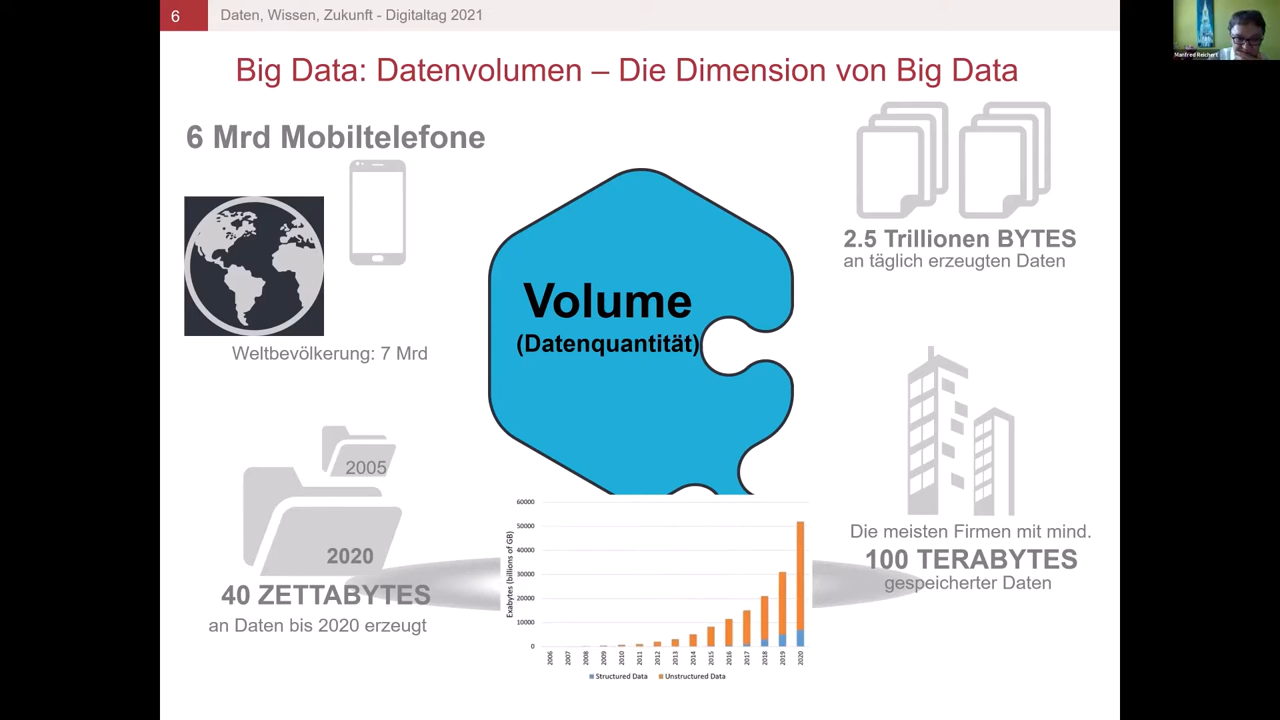 6
Daten, Wissen, Zukunft - Digitaltag 2021
Manfred Reichert
Big Data: Datenvolumen – Die Dimension von Big Data
6 Mrd Mobiltelefone
Weltbevölkerung: 7 Mrd
2005
2020
40 ZETTABYTES
an Daten bis 2020 erzeugt
Volume
(Datenquantität)
2.5 Trillionen BYTES
an täglich erzeugten Daten
Die meisten Firmen mit mind.
100 TERABYTES
gespeicherter Daten
Exabytes (billions of GB)
60000
50000
40000
30000
20000
10000
0
2006 2007 2008 2009 2010 2011 2012 2013 2014 2015 2016 2017 2018 2019 2020
Structured Data Unstructured Data